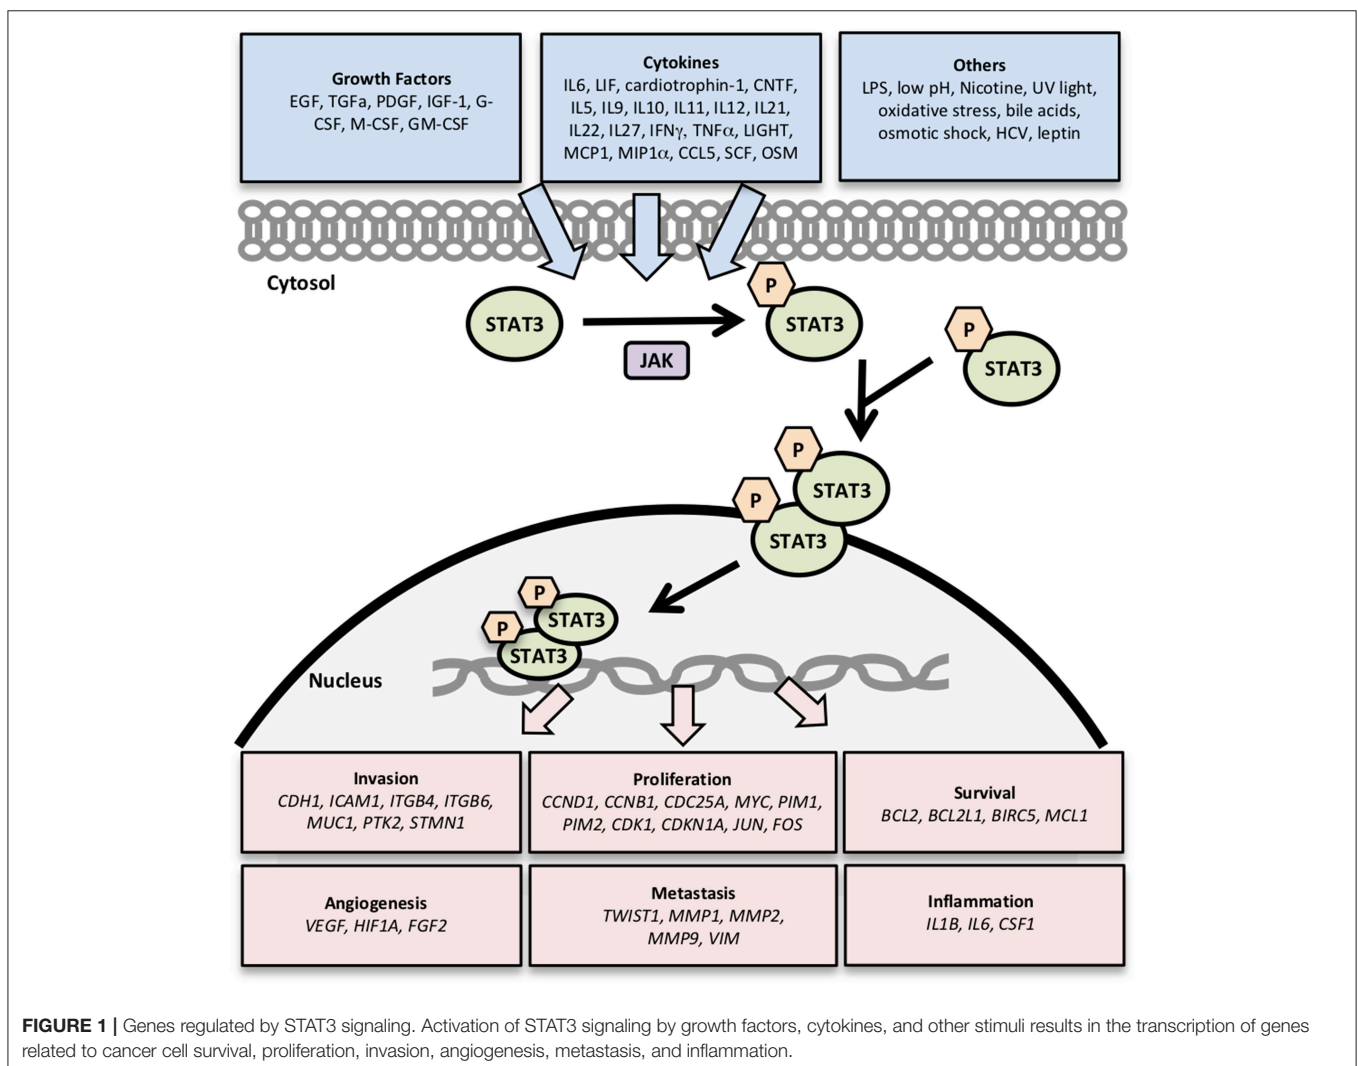 Growth Factors
EGF, TGFa, PDGF, IGF-1, G-
CSF, M-CSF, GM-CSF
Cytokines
IL6, LIF, cardiotrophin-1, CNTF,
IL5, IL9, IL10, IL11, IL12, IL21,
IL22, IL27, IFNγ, TNFα, LIGHT,
MCP1, MIP1α, CCL5, SCF, OSM
Others
LPS, low pH, Nicotine, UV light,
oxidative stress, bile acids,
osmotic shock, HCV, leptin
Cytosol
STAT3
JAK
P
STAT3
P
STAT3
P
STAT3
P
STAT3
P
STAT3
P
STAT3
Nucleus
Invasion
CDH1, ICAM1, ITGB4, ITGB6,
MUC1, PTK2, STMN1
Proliferation
CCND1, CCNB1, CDC25A, MYC, PIM1,
PIM2, CDK1, CDKN1A, JUN, FOS
Survival
BCL2, BCL2L1, BIRC5, MCL1
Angiogenesis
VEGF, HIF1A, FGF2
Metastasis
TWIST1, MMP1, MMP2,
MMP9, VIM
Inflammation
IL1B, IL6, CSF1
FIGURE 1 | Genes regulated by STAT3 signaling. Activation of STAT3 signaling by growth factors, cytokines, and other stimuli results in the transcription of genes
related to cancer cell survival, proliferation, invasion, angiogenesis, metastasis, and inflammation.